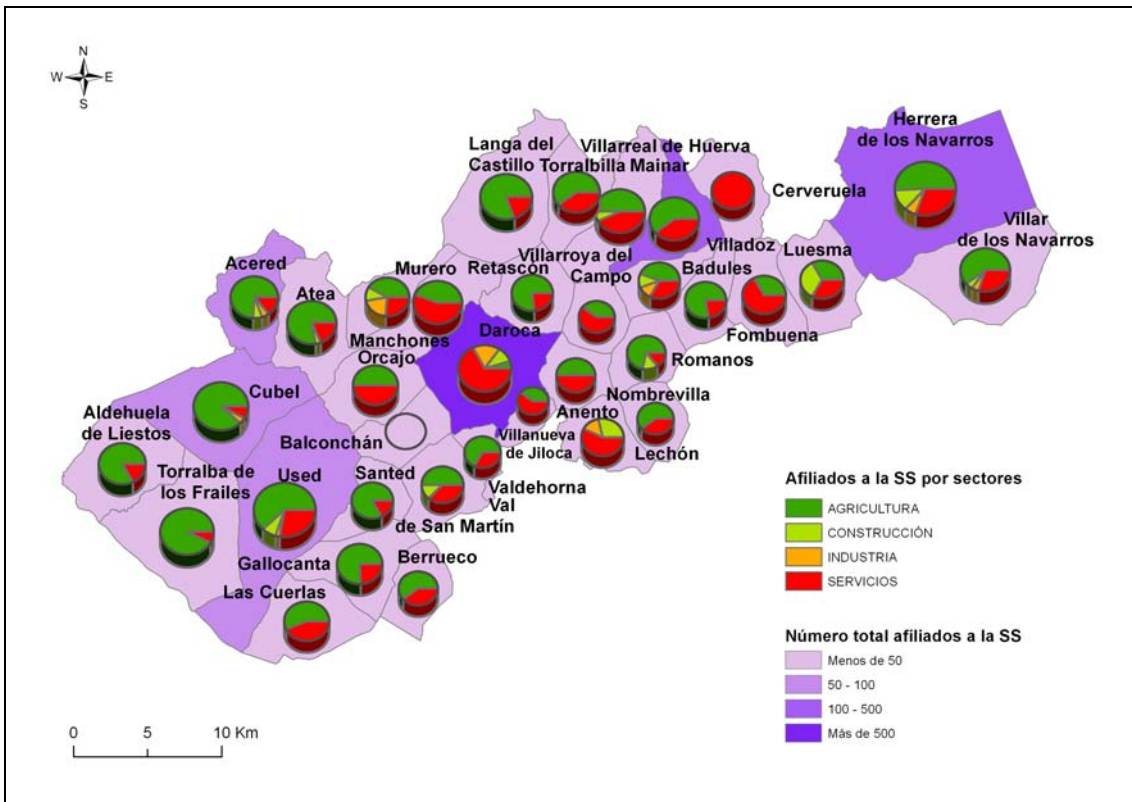 N
W E
S
Herrera
de los Navarros
Langa del
Castillo
Villarreal de Huerva
Torralbilla Mainar
Cerveruela
Villar
de los Navarros
Acered
Atea
Murero
Retascón
Villarroya del
Campo
Badules
Villadoz
Luesma
Daroca
Fombuena
Manchones
Orcajo
Romanos
Cubel
Nombrevilla
Anento
Aldehuela
de Liestos
Balconchán
Villanueva
de Jiloca
Lechón
Torralba de
los Frailes
Used
Santed
Valdehorna
Val
de San Martín
Gallocanta
Berrueco
Las Cuerlas
Afiliados a la SS por sectores
AGRICULTURA
CONSTRUCCIÓN
INDUSTRIA
SERVICIOS
Número total afiliados a la SS
Menos de 50
50 - 100
100 - 500
Más de 500
0 5 10 Km